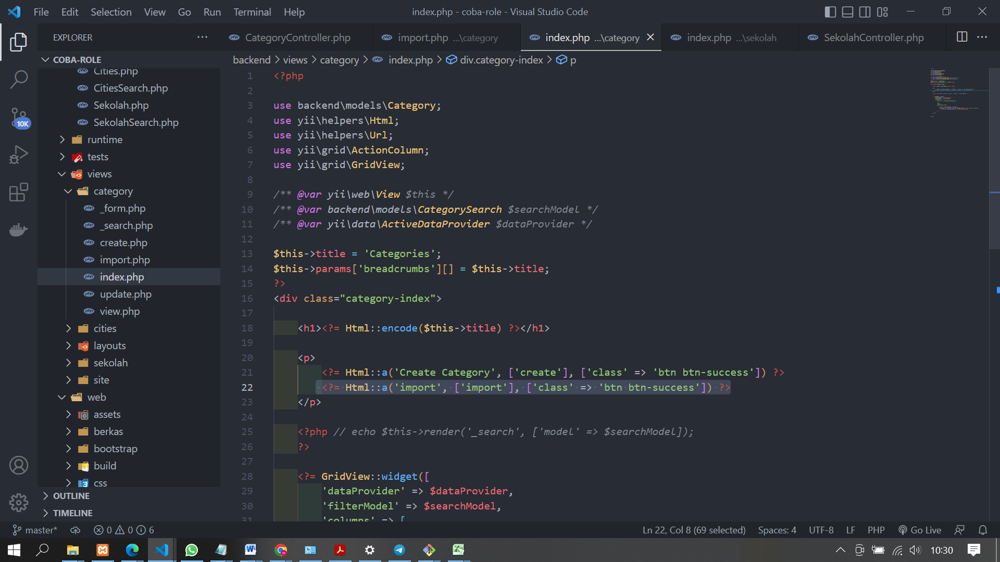 File Edit Selection View Go Run Terminal Help
index.php - coba-role - Visual Studio Code
EXPLORER
CategoryController.php
import.php ...\category
index.php ...\category
index.php ...\sekolah
SekolahController.php
COBA-ROLE
Cities.php
CitiesSearch.php
Sekolah.php
SekolahSearch.php
runtime
tests
views
category
_form.php
_search.php
create.php
import.php
index.php
update.php
view.php
cities
layouts
sekolah
site
web
assets
berkas
bootstrap
build
css
OUTLINE
TIMELINE
10K
backend > views > category > index.php > div.category-index > p
1 <?php
2
3 use backend\models\Category;
4 use yii\helpers\Html;
5 use yii\helpers\Url;
6 use yii\grid\ActionColumn;
7 use yii\grid\GridView;
8
9 /** @var yii\web\View $this */
10 /** @var backend\models\CategorySearch $searchModel */
11 /** @var yii\data\ActiveDataProvider $dataProvider */
12
13 $this->title = 'Categories';
14 $this->params['breadcrumbs'][] = $this->title;
15 ?>
16 <div class="category-index">
17
18 <h1><?= Html::encode($this->title) ?></h1>
19
20 <p>
21 <?= Html::a('Create Category', ['create'], ['class' => 'btn btn-success']) ?>
22 <?= Html::a('import', ['import'], ['class' => 'btn btn-success']) ?>
23 </p>
24
25 <?php // echo $this->render('_search', ['model' => $searchModel]);
26 ?>
27
28 <?= GridView::widget([
29 'dataProvider' => $dataProvider,
30 'filterModel' => $searchModel,
31 'columns' => [
master* 0 0 6
Ln 22, Col 8 (69 selected) Spaces: 4 UTF-8 LF PHP Go Live
10:30